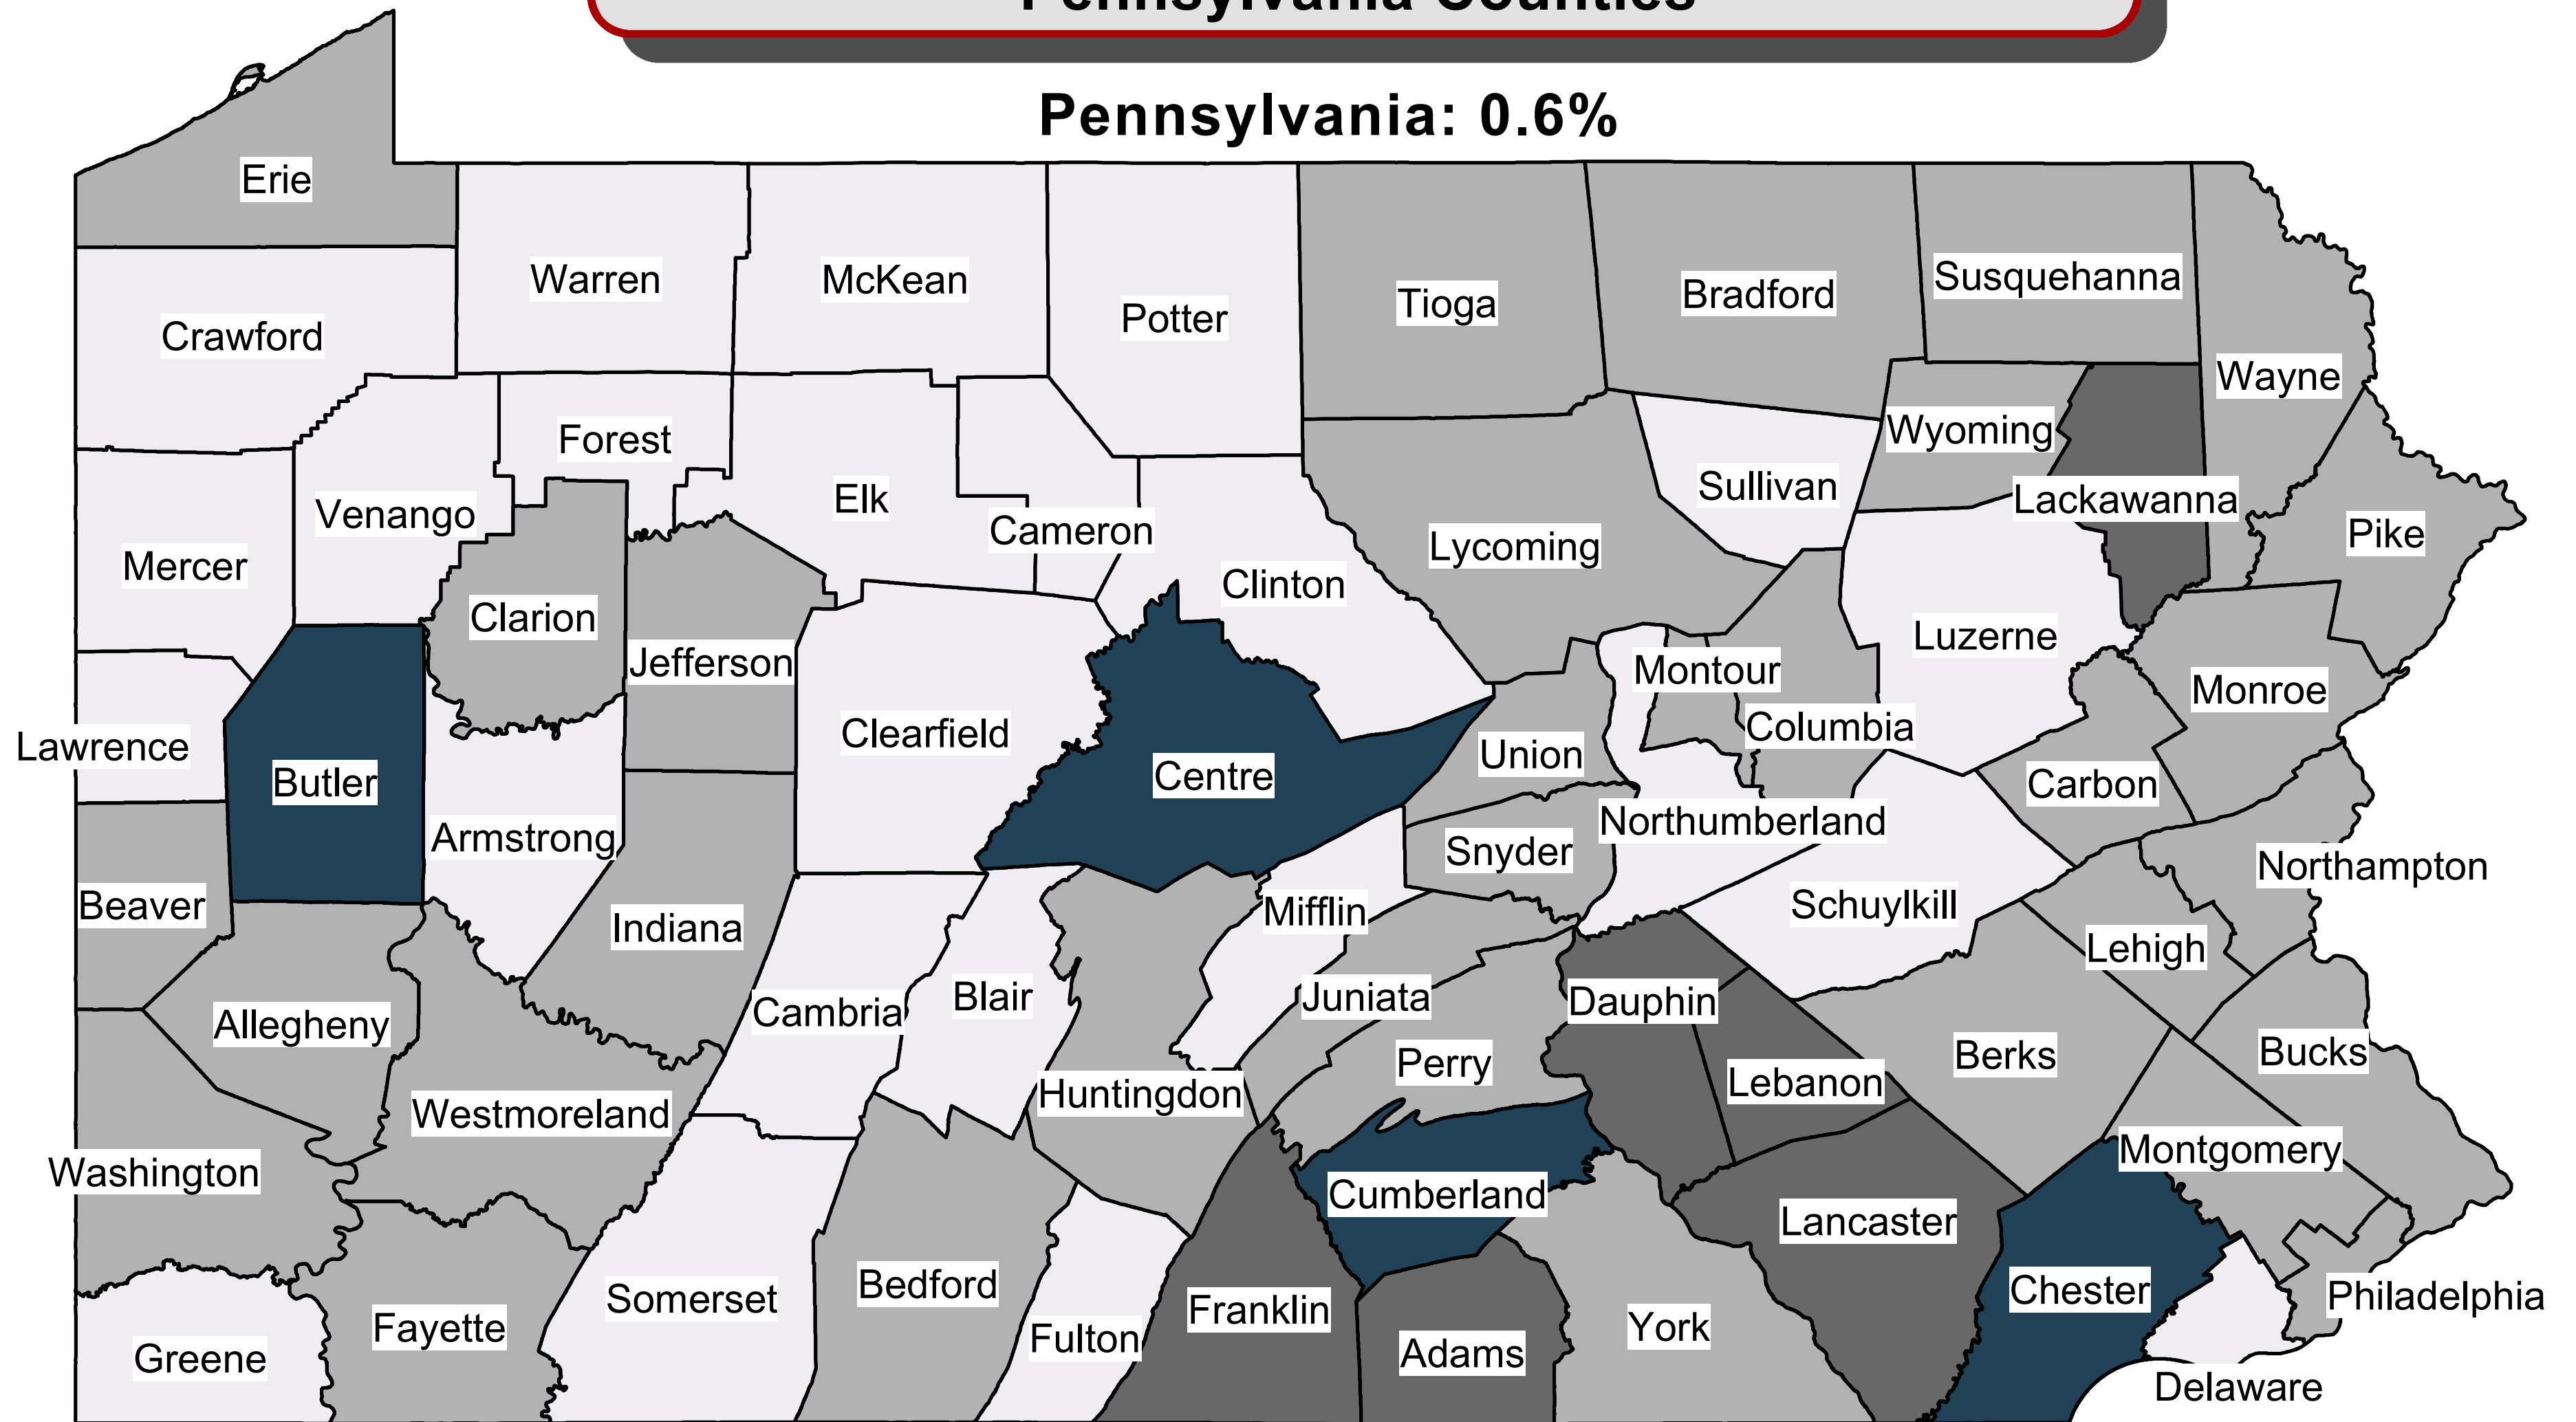 Pennsylvania Counties
Pennsylvania: 0.6%
Erie
Warren
McKean
Potter
Tioga
Bradford
Susquehanna
Wayne
Crawford
Forest
Wyoming
Elk
Sullivan
Lackawanna
Venango
Cameron
Pike
Mercer
Lycoming
Clinton
Clarion
Luzerne
Jefferson
Montour
Monroe
Lawrence
Clearfield
Columbia
Butler
Centre
Union
Carbon
Armstrong
Northumberland
Snyder
Northampton
Beaver
Mifflin
Schuylkill
Indiana
Lehigh
Allegheny
Cambria
Blair
Juniata
Dauphin
Perry
Berks
Bucks
Westmoreland
Huntingdon
Lebanon
Washington
Montgomery
Cumberland
Lancaster
Somerset
Bedford
Franklin
Chester
Philadelphia
Greene
Fayette
Fulton
Adams
York
Delaware